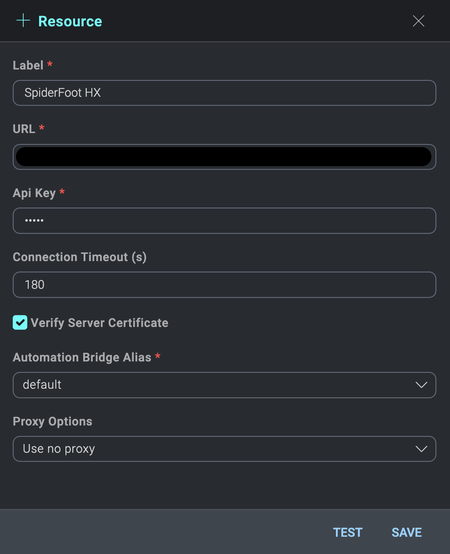 + Resource
Label *
SpiderFoot HX
URL *
Api Key *
•••••
Connection Timeout (s)
180
Verify Server Certificate
Automation Bridge Alias *
default
Proxy Options
Use no proxy
TEST SAVE